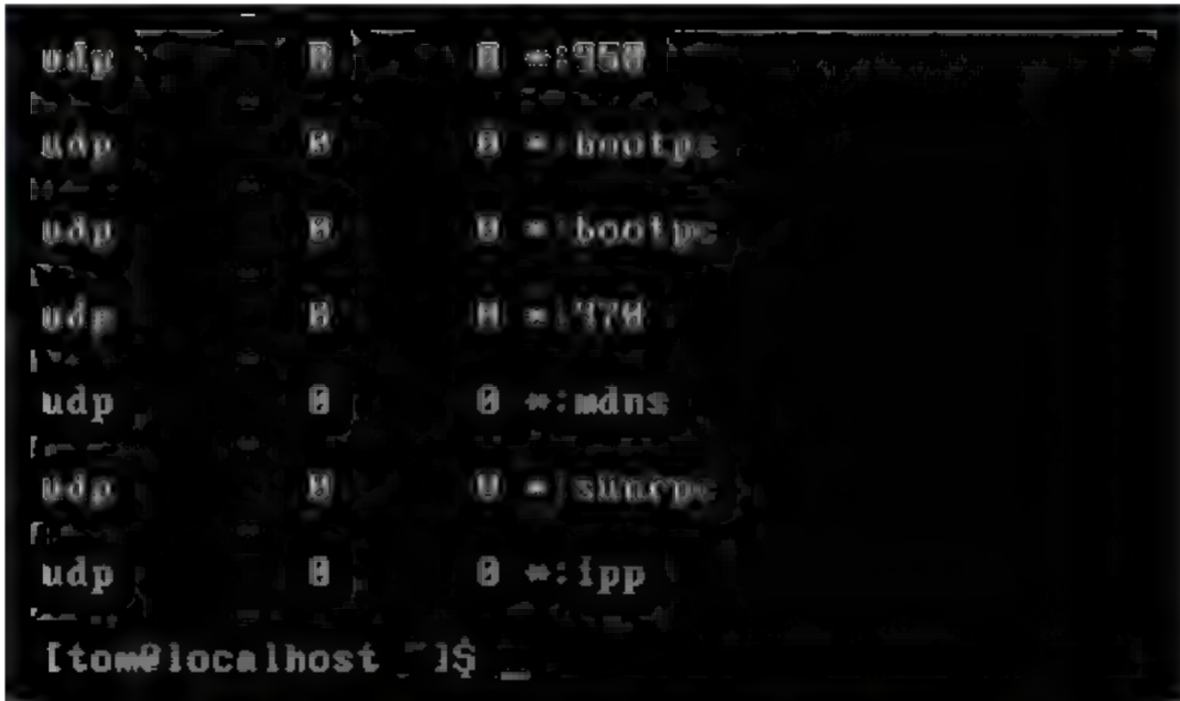 udp 0 0 *:950
udp 0 0 *:bootps
udp 0 0 *:bootpc
udp 0 0 *:970
udp 0 0 *:mdns
udp 0 0 *:sunrpc
udp 0 0 *:ipp
[tom@localhost ~]$ _